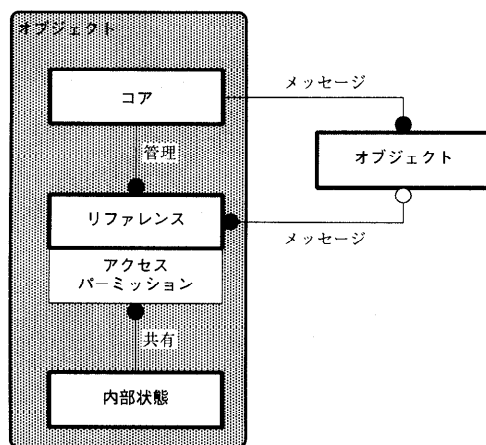 オブジェクト
コア
メッセージ
管理
オブジェクト
リファレンス
メッセージ
アクセス
パーミッション
共有
内部状態